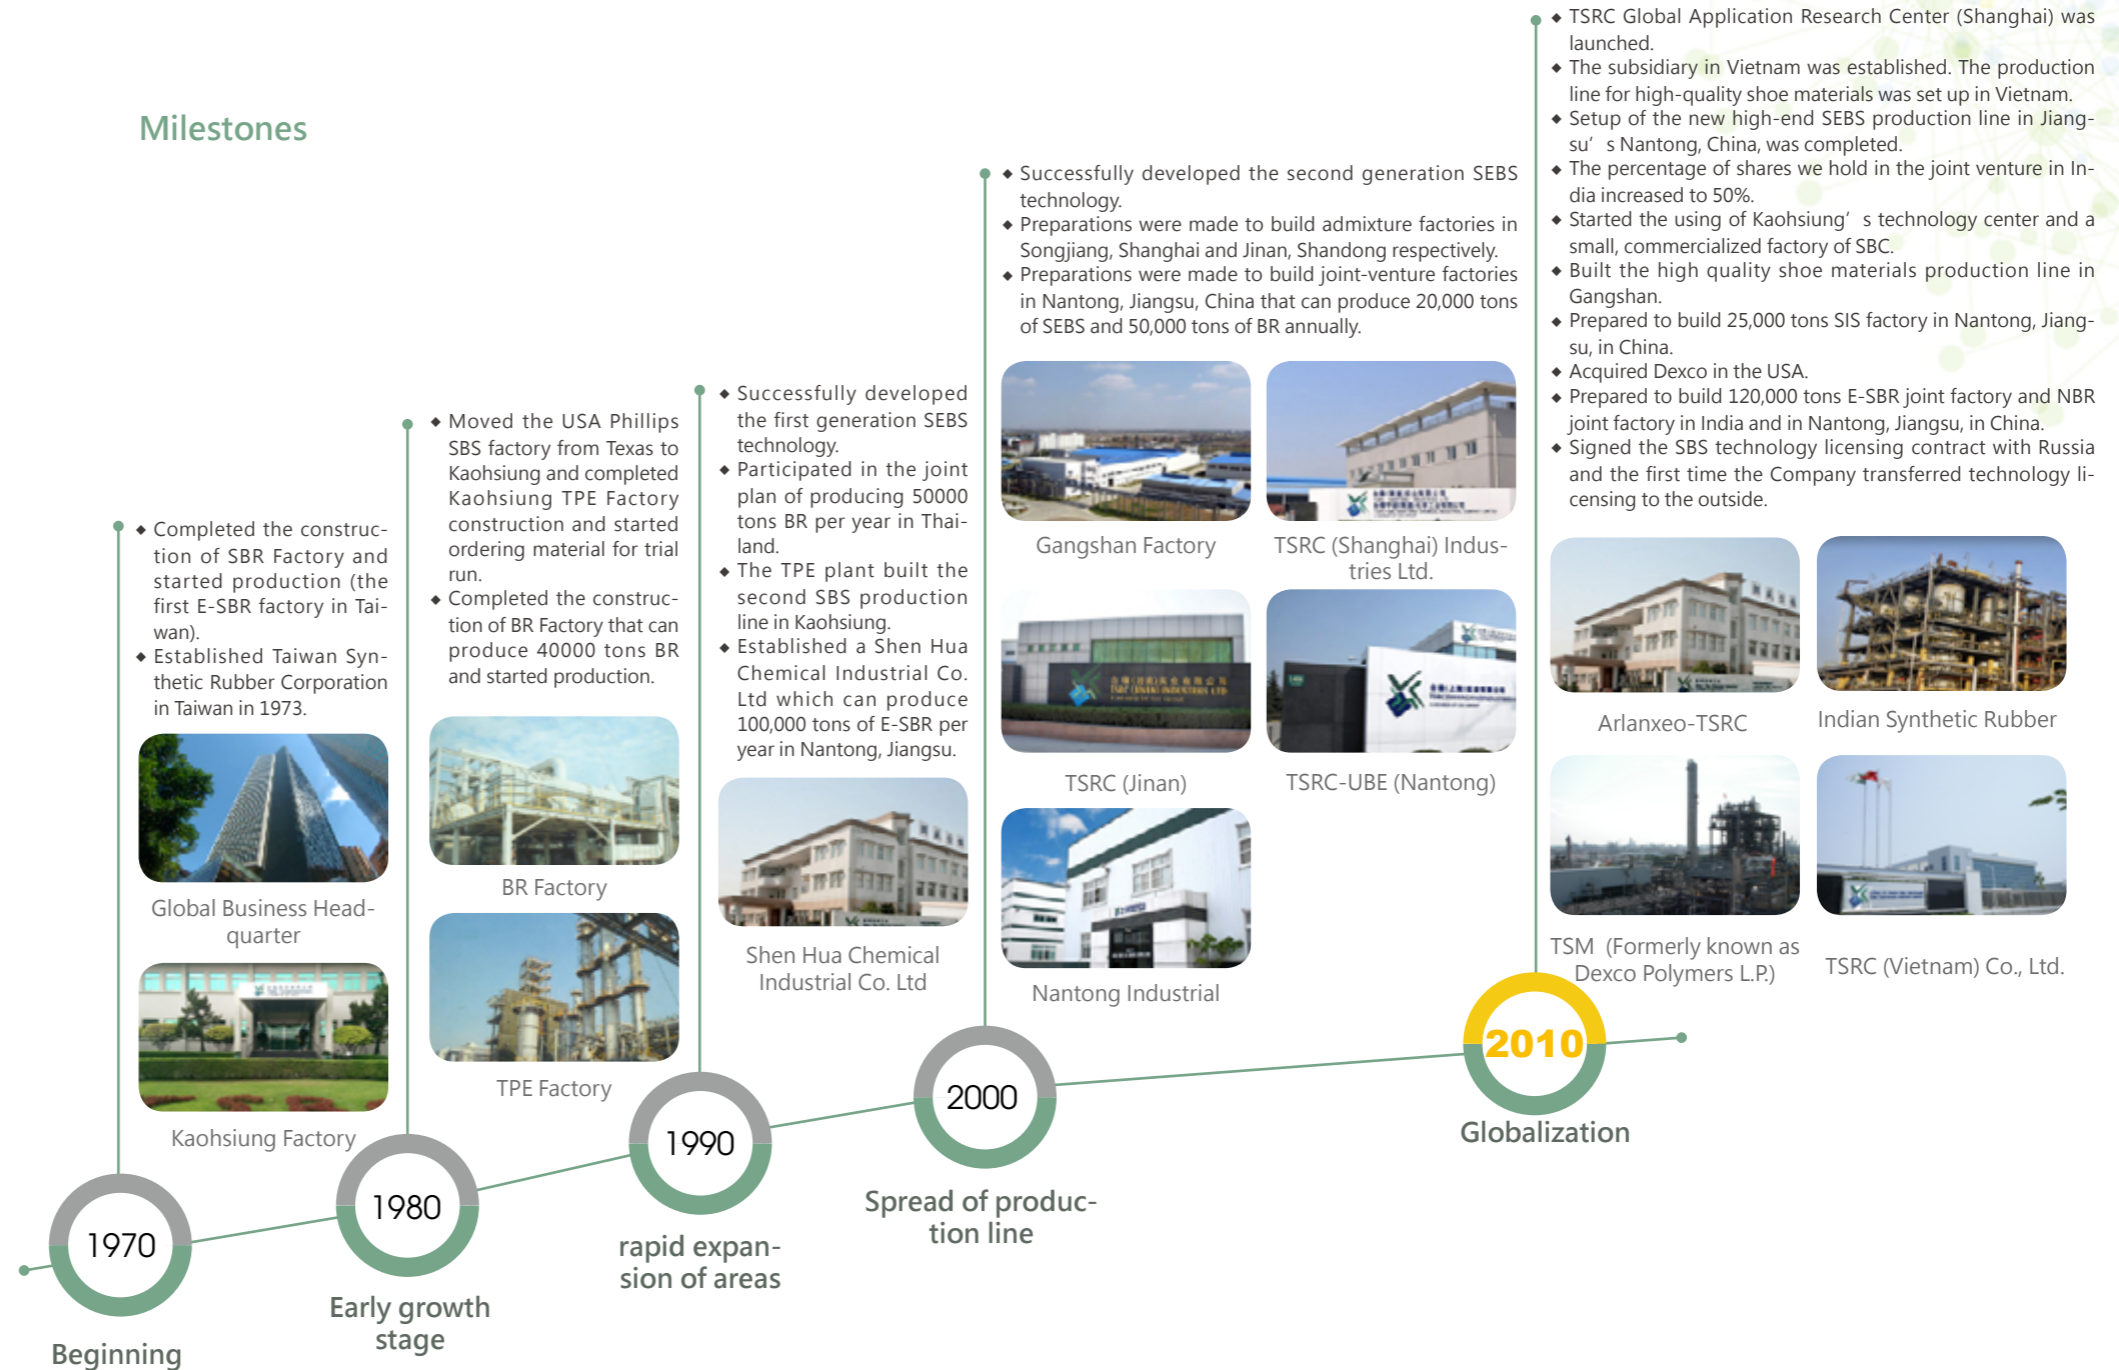 Milestones
◆ Completed the construc-
tion of SBR Factory and
started production (the
first E-SBR factory in Tai-
wan).
◆ Established Taiwan Syn-
thetic Rubber Corporation
in Taiwan in 1973.
Global Business Head-
quarter
Kaohsiung Factory
1970
Beginning
◆ Moved the USA Phillips
SBS factory from Texas to
Kaohsiung and completed
Kaohsiung TPE Factory
construction and started
ordering material for trial
run.
◆ Completed the construc-
tion of BR Factory that can
produce 40000 tons BR
and started production.
BR Factory
TPE Factory
1980
Early growth
stage
◆ Successfully developed
the first generation SEBS
technology.
◆ Participated in the joint
plan of producing 50000
tons BR per year in Thai-
land.
◆ The TPE plant built the
second SBS production
line in Kaohsiung.
◆ Established a Shen Hua
Chemical Industrial Co.
Ltd which can produce
100,000 tons of E-SBR per
year in Nantong, Jiangsu.
Shen Hua Chemical
Industrial Co. Ltd
1990
rapid expan-
sion of areas
◆ Successfully developed the second generation SEBS
technology.
◆ Preparations were made to build admixture factories in
Songjiang, Shanghai and Jinan, Shandong respectively.
◆ Preparations were made to build joint-venture factories
in Nantong, Jiangsu, China that can produce 20,000 tons
of SEBS and 50,000 tons of BR annually.
Gangshan Factory
TSRC (Shanghai) Indus-
tries Ltd.
TSRC (JINAN) INDUSTRIES LTD.
TSRC (Jinan)
TSRC-UBE (Nantong)
Nantong Industrial
2000
Spread of produc-
tion line
◆ TSRC Global Application Research Center (Shanghai) was
launched.
◆ The subsidiary in Vietnam was established. The production
line for high-quality shoe materials was set up in Vietnam.
◆ Setup of the new high-end SEBS production line in Jiang-
su’ s Nantong, China, was completed.
◆ The percentage of shares we hold in the joint venture in In-
dia increased to 50%.
◆ Started the using of Kaohsiung’ s technology center and a
small, commercialized factory of SBC.
◆ Built the high quality shoe materials production line in
Gangshan.
◆ Prepared to build 25,000 tons SIS factory in Nantong, Jiang-
su, in China.
◆ Acquired Dexco in the USA.
◆ Prepared to build 120,000 tons E-SBR joint factory and NBR
joint factory in India and in Nantong, Jiangsu, in China.
◆ Signed the SBS technology licensing contract with Russia
and the first time the Company transferred technology li-
censing to the outside.
Arlanxeo-TSRC
Indian Synthetic Rubber
TSM (Formerly known as
Dexco Polymers L.P.)
TSRC (Vietnam) Co., Ltd.
2010
Globalization